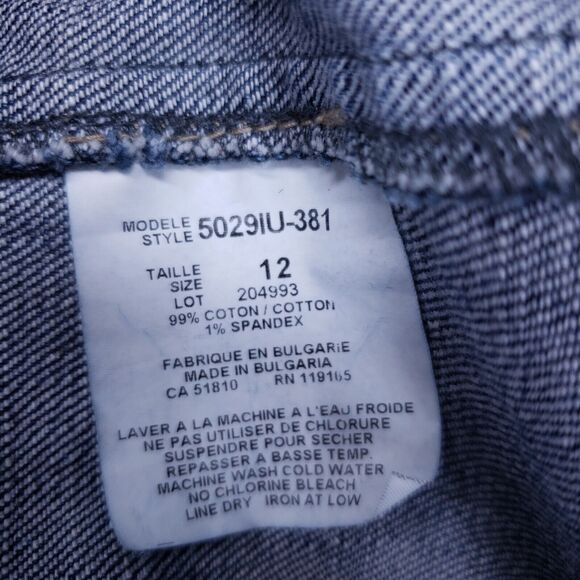 MODELE
STYLE 5029IU-381
TAILLE
SIZE 12
LOT 204993
99% COTON / COTTON
1% SPANDEX
FABRIQUE EN BULGARIE
MADE IN BULGARIA
CA 51810 RN 119165
LAVER A LA MACHINE A L'EAU FROIDE
NE PAS UTILISER DE CHLORURE
SUSPENDRE POUR SECHER
REPASSER A BASSE TEMP.
MACHINE WASH COLD WATER
NO CHLORINE BLEACH
LINE DRY IRON AT LOW